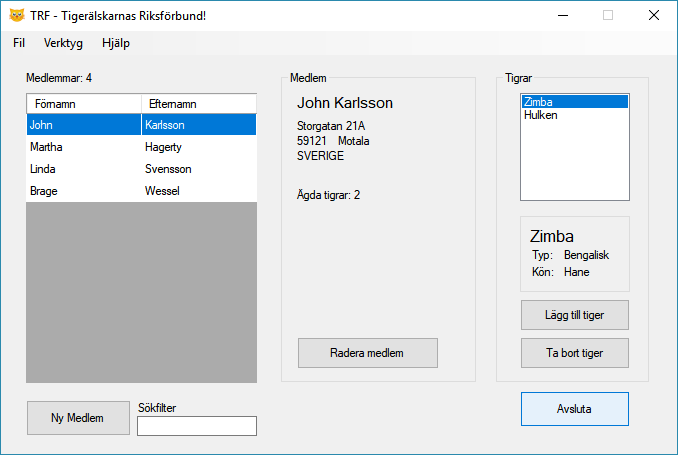 TRF - Tigerälskarnas Riksförbund!
Fil Verktyg Hjälp
Medlemmar: 4
Förnamn Efternamn
John Karlsson
Martha Hagerty
Linda Svensson
Brage Wessel
Ny Medlem
Sökfilter
Medlem
John Karlsson
Storgatan 21A
59121 Motala
SVERIGE
Ägda tigrar: 2
Radera medlem
Tigrar
Zimba
Hulken
Zimba
Typ: Bengalisk
Kön: Hane
Lägg till tiger
Ta bort tiger
Avsluta